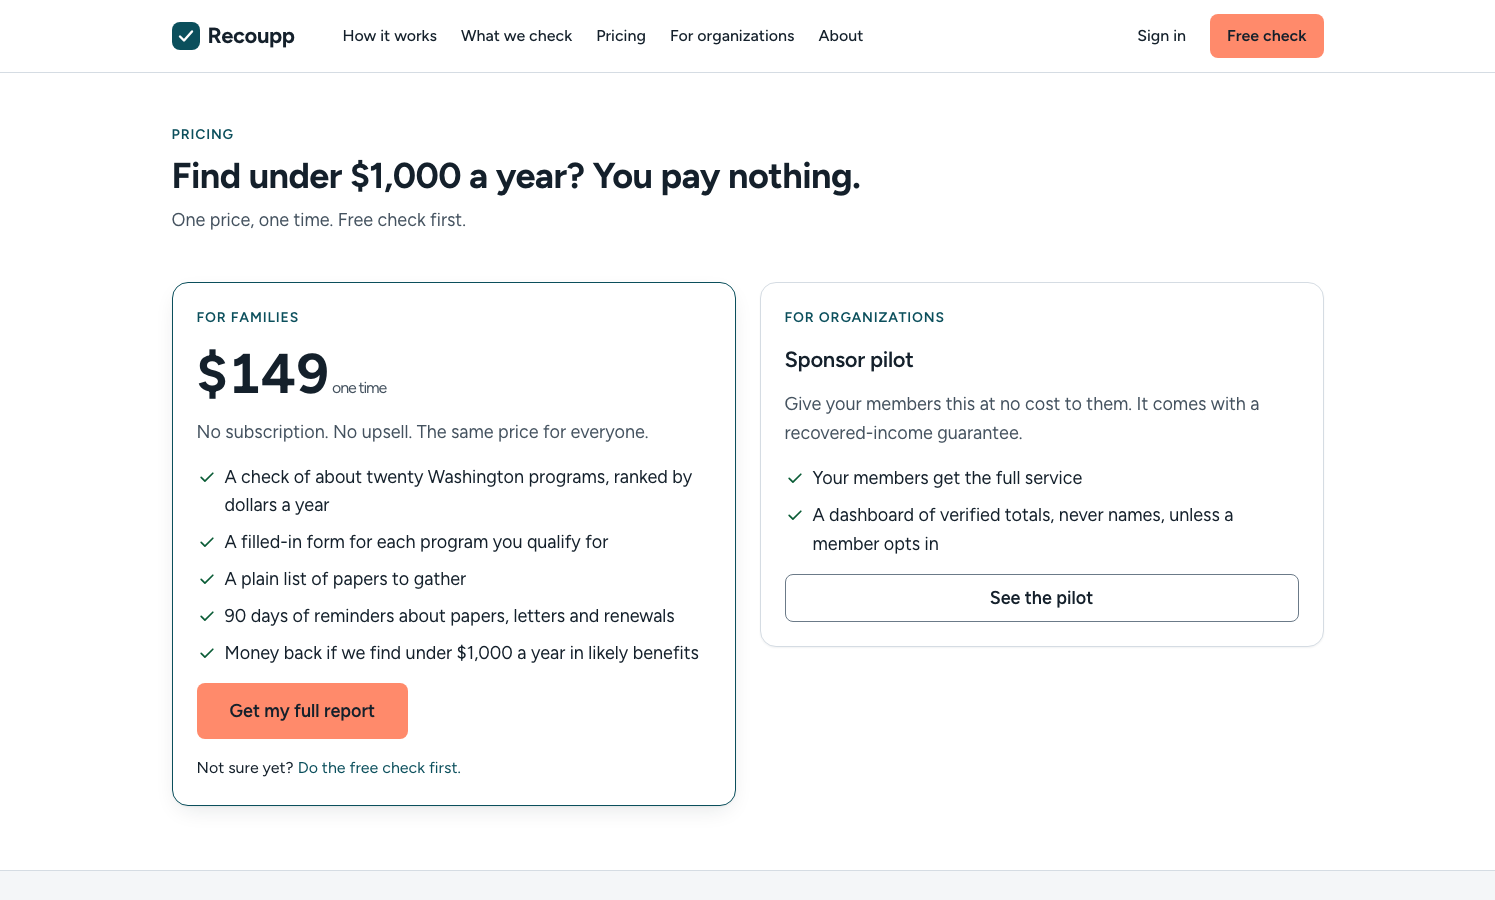 Recoupp
How it works
What we check
Pricing
For organizations
About
Sign in
Free check
PRICING
Find under $1,000 a year? You pay nothing.
One price, one time. Free check first.
FOR FAMILIES
$149 one time
No subscription. No upsell. The same price for everyone.
A check of about twenty Washington programs, ranked by
dollars a year
A filled-in form for each program you qualify for
A plain list of papers to gather
90 days of reminders about papers, letters and renewals
Money back if we find under $1,000 a year in likely benefits
Get my full report
Not sure yet? Do the free check first.
FOR ORGANIZATIONS
Sponsor pilot
Give your members this at no cost to them. It comes with a
recovered-income guarantee.
Your members get the full service
A dashboard of verified totals, never names, unless a
member opts in
See the pilot